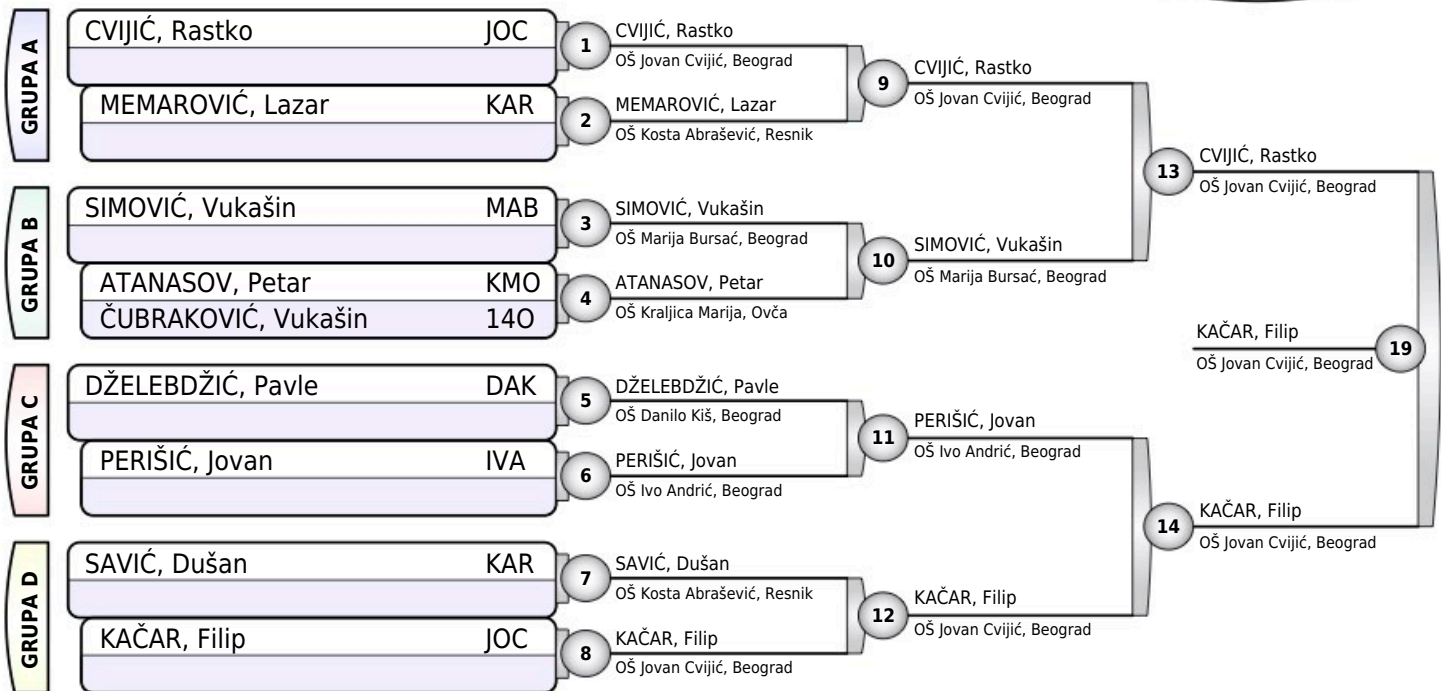 GRUPA A
CVIJIĆ, Rastko JOC
MEMAROVIĆ, Lazar KAR
GRUPA B
SIMOVIĆ, Vukašin MAB
ATANASOV, Petar KMO
ČUBRAKOVIĆ, Vukašin 14O
GRUPA C
DŽELEBDŽIĆ, Pavle DAK
PERIŠIĆ, Jovan IVA
GRUPA D
SAVIĆ, Dušan KAR
KAČAR, Filip JOC
1
CVIJIĆ, Rastko
OŠ Jovan Cvijić, Beograd
2
MEMAROVIĆ, Lazar
OŠ Kosta Abrašević, Resnik
3
SIMOVIĆ, Vukašin
OŠ Marija Bursać, Beograd
4
ATANASOV, Petar
OŠ Kraljica Marija, Ovča
5
DŽELEBDŽIĆ, Pavle
OŠ Danilo Kiš, Beograd
6
PERIŠIĆ, Jovan
OŠ Ivo Andrić, Beograd
7
SAVIĆ, Dušan
OŠ Kosta Abrašević, Resnik
8
KAČAR, Filip
OŠ Jovan Cvijić, Beograd
9
CVIJIĆ, Rastko
OŠ Jovan Cvijić, Beograd
10
SIMOVIĆ, Vukašin
OŠ Marija Bursać, Beograd
11
PERIŠIĆ, Jovan
OŠ Ivo Andrić, Beograd
12
KAČAR, Filip
OŠ Jovan Cvijić, Beograd
13
CVIJIĆ, Rastko
OŠ Jovan Cvijić, Beograd
14
KAČAR, Filip
OŠ Jovan Cvijić, Beograd
KAČAR, Filip
OŠ Jovan Cvijić, Beograd
19